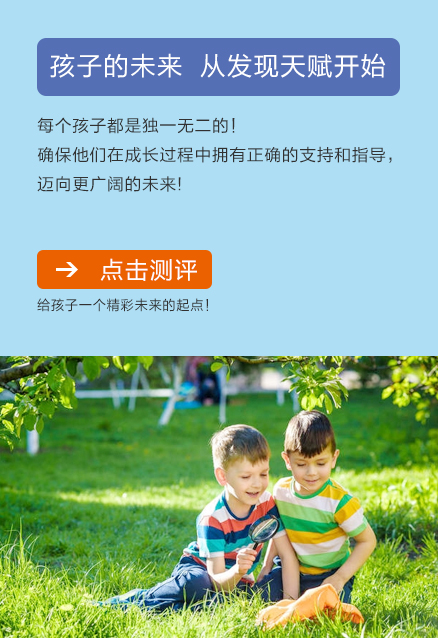 孩子的未来 从发现天赋开始
每个孩子都是独一无二的！
确保他们在成长过程中拥有正确的支持和指导，
迈向更广阔的未来！
→ 点击测评
给孩子一个精彩未来的起点！